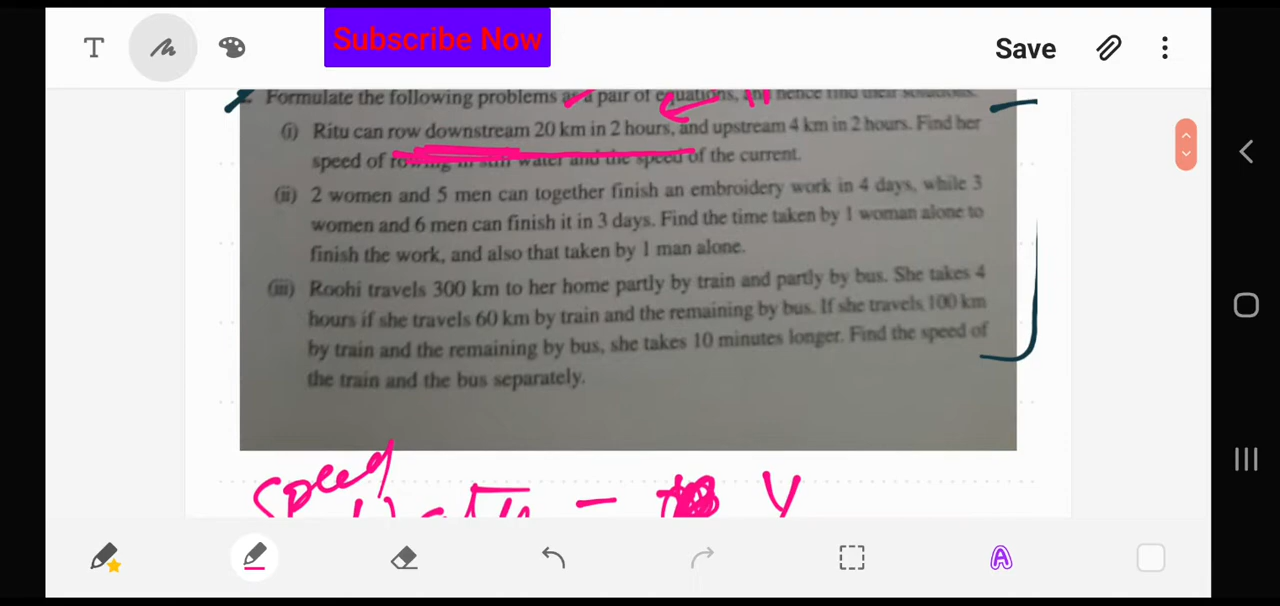 T
Subscribe Now
Save
Formulate the following problems as a pair of equations, and hence find their solutions.
(i) Ritu can row downstream 20 km in 2 hours, and upstream 4 km in 2 hours. Find her
speed of rowing in still water and the speed of the current.
(ii) 2 women and 5 men can together finish an embroidery work in 4 days, while 3
women and 6 men can finish it in 3 days. Find the time taken by 1 woman alone to
finish the work, and also that taken by 1 man alone.
(iii) Roohi travels 300 km to her home partly by train and partly by bus. She takes 4
hours if she travels 60 km by train and the remaining by bus. If she travels 100 km
by train and the remaining by bus, she takes 10 minutes longer. Find the speed of
the train and the bus separately.
Speed
- Y
A